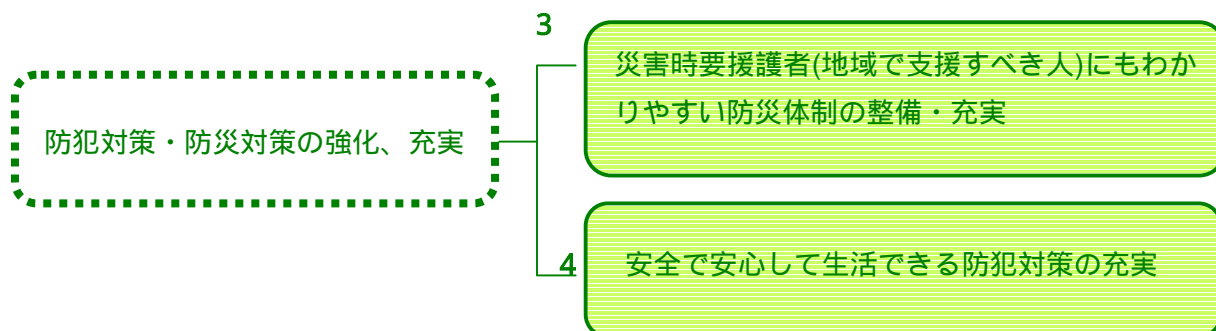 防犯対策・防災対策の強化、充実
3
災害時要援護者(地域で支援すべき人)にもわか
りやすい防災体制の整備・充実
4
安全で安心して生活できる防犯対策の充実